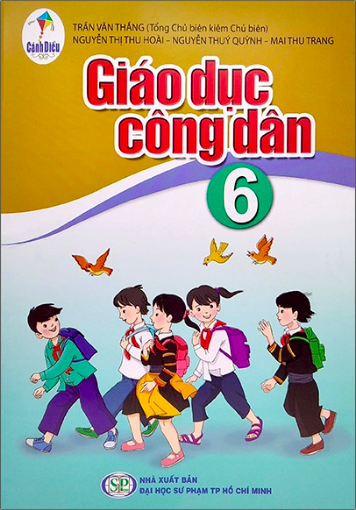 Cánh Diều
TRẦN VĂN THẮNG (Tổng Chủ biên kiêm Chủ biên)
NGUYỄN THỊ THU HOÀI - NGUYỄN THUÝ QUỲNH - MAI THU TRANG
Giáo dục
công dân
6
SP
NHÀ XUẤT BẢN
ĐẠI HỌC SƯ PHẠM TP HỒ CHÍ MINH